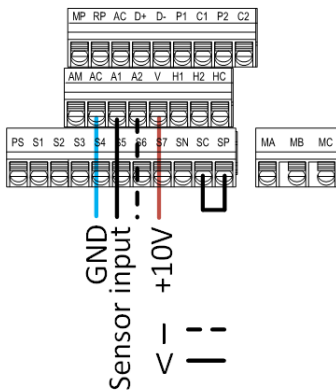 MP RP AC D+ D- P1 C1 P2 C2
AM AC A1 A2 V H1 H2 HC
PS S1 S2 S3 S4 S5 S6 S7 SN SC SP MA MB MC
GND
Sensor input
+10V
V
I